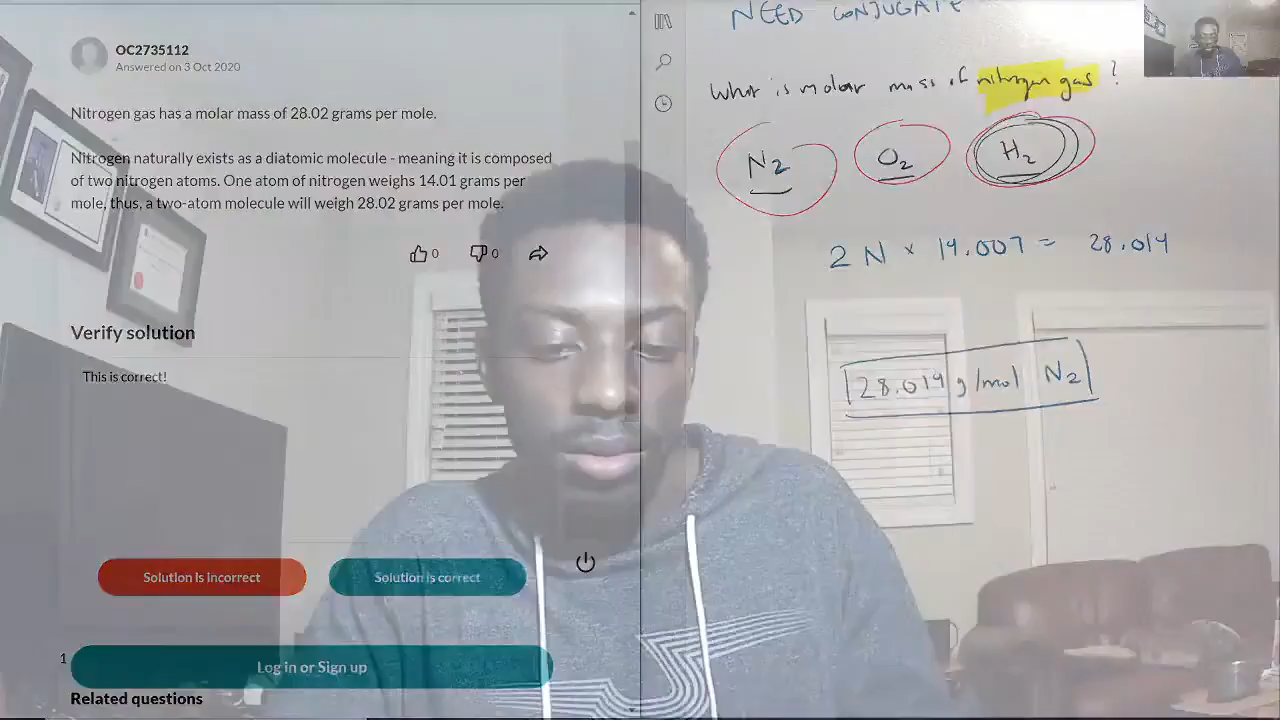 OC2735112
Answered on 3 Oct 2020
Nitrogen gas has a molar mass of 28.02 grams per mole.
Nitrogen naturally exists as a diatomic molecule - meaning it is composed
of two nitrogen atoms. One atom of nitrogen weighs 14.01 grams per
mole, thus, a two-atom molecule will weigh 28.02 grams per mole.
0
0
Verify solution
This is correct!
Solution is incorrect
Solution is correct
1
Log in or Sign up
Related questions
NEED CONJUGATE
What is molar mass of nitrogen gas?
N2 O2 H2
2 N × 14.007 = 28.014
28.014 g/mol N2